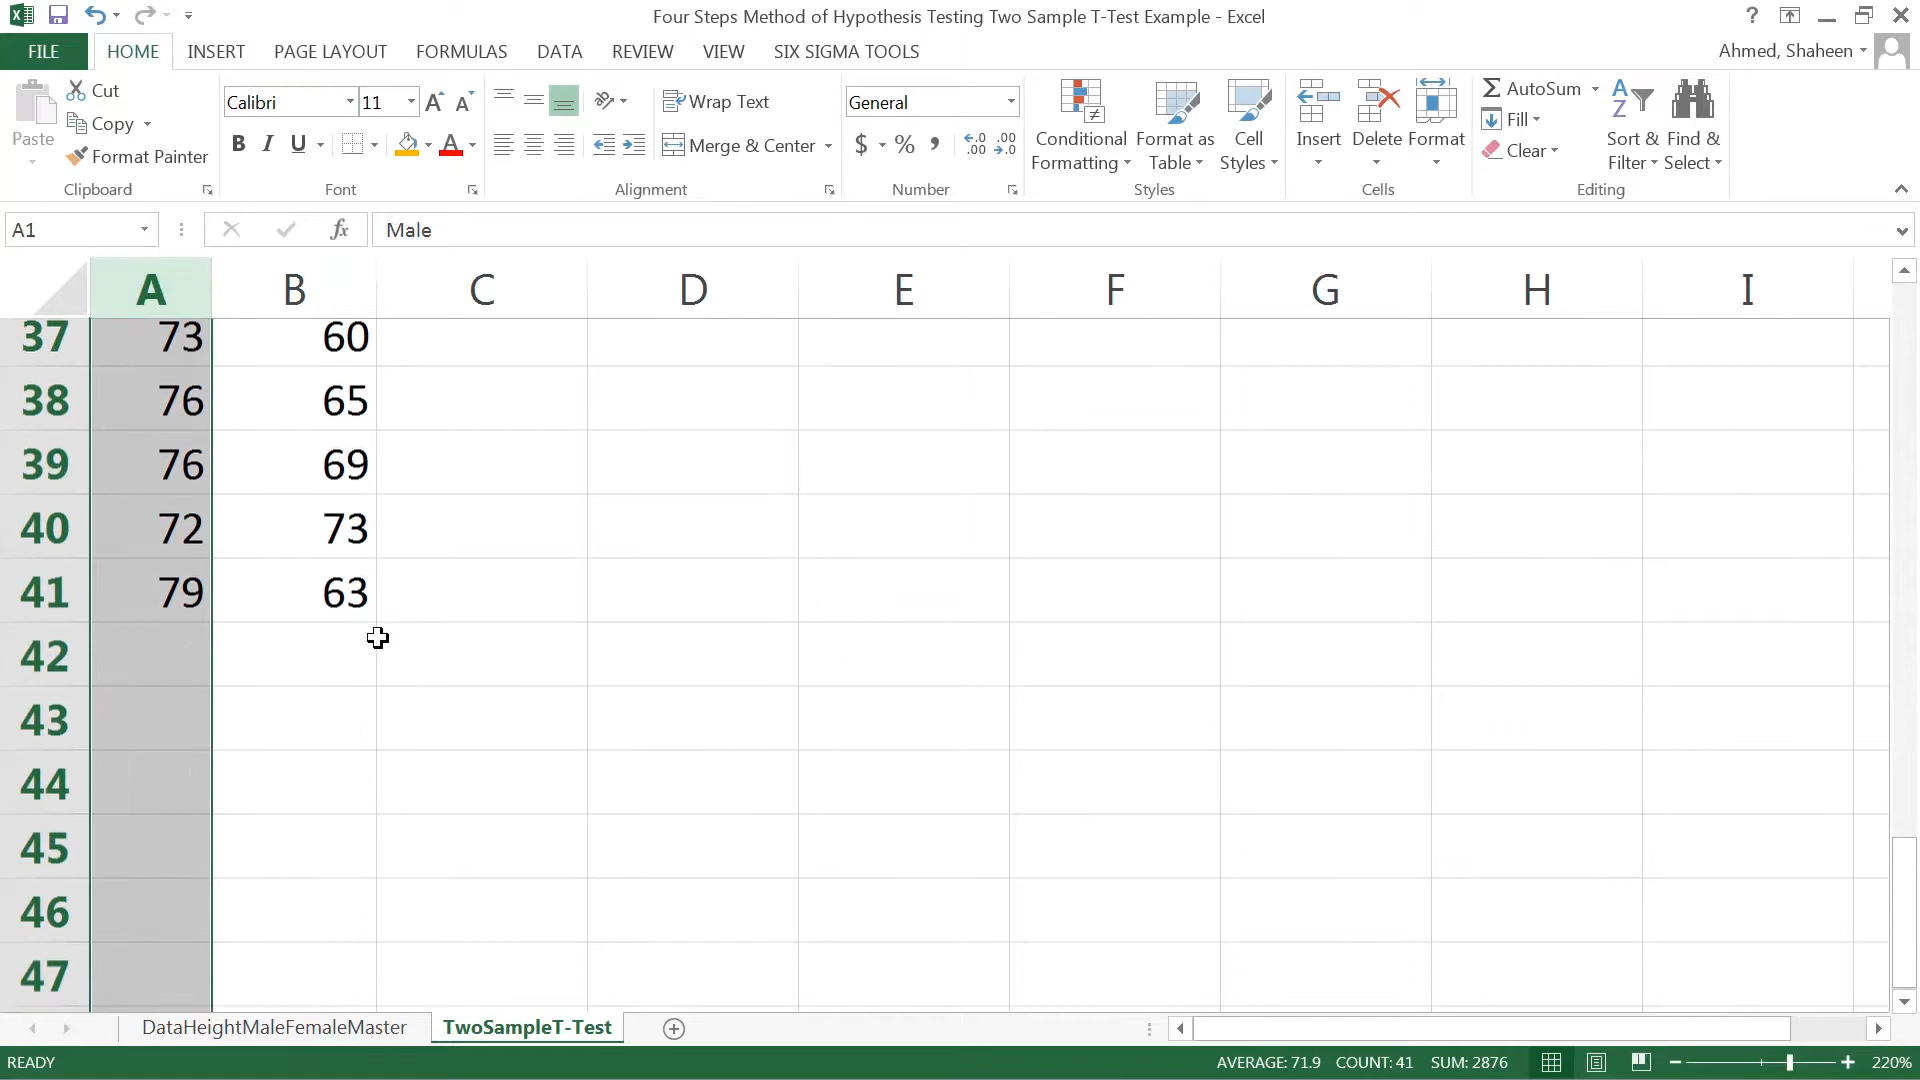 Four Steps Method of Hypothesis Testing Two Sample T-Test Example - Excel
FILE HOME INSERT PAGE LAYOUT FORMULAS DATA REVIEW VIEW SIX SIGMA TOOLS Ahmed, Shaheen
Paste Cut Copy Format Painter Clipboard
Calibri 11 B I U A Font
Wrap Text Merge & Center Alignment
General $ % , Number
Conditional Formatting Format as Table Cell Styles Styles
Insert Delete Format Cells
AutoSum Fill Clear Sort & Filter Find & Select Editing
A1 fx Male
A B C D E F G H I
37 73 60
38 76 65
39 76 69
40 72 73
41 79 63
42
43
44
45
46
47
DataHeightMaleFemaleMaster TwoSampleT-Test
READY AVERAGE: 71.9 COUNT: 41 SUM: 2876 220%